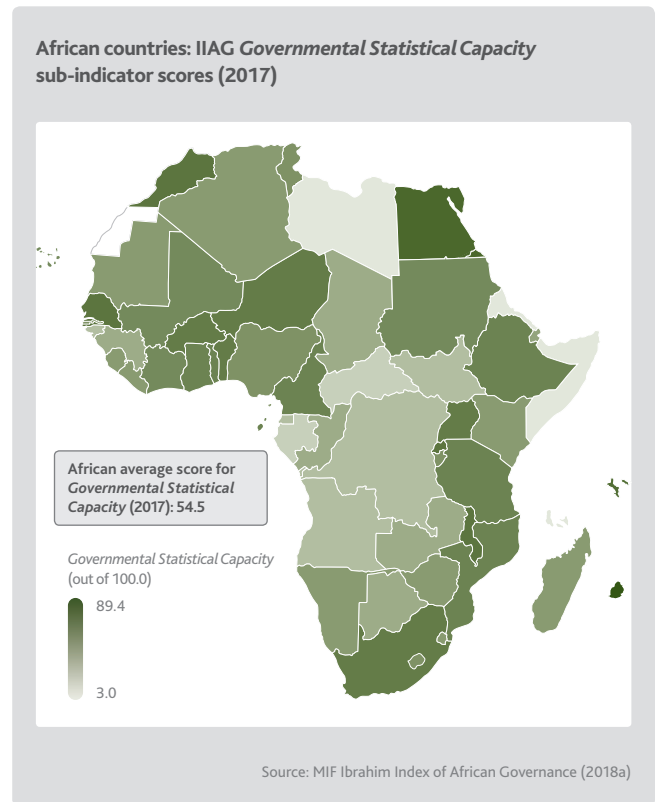 African countries: IIAG Governmental Statistical Capacity
sub-indicator scores (2017)
African average score for
Governmental Statistical
Capacity (2017): 54.5
Governmental Statistical Capacity
(out of 100.0)
89.4
3.0
Source: MIF Ibrahim Index of African Governance (2018a)